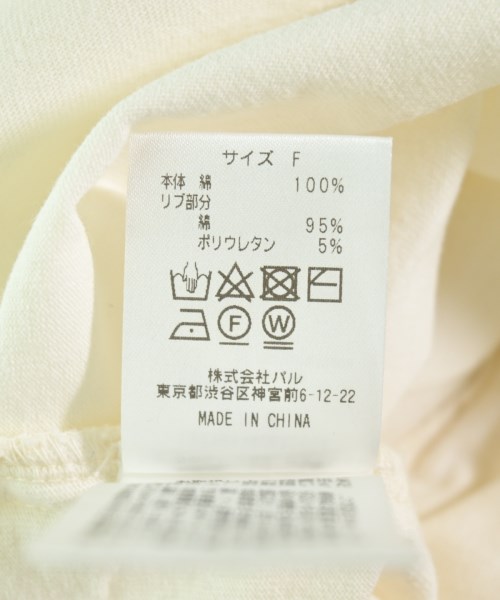 サイズ F
本体 綿 100%
リブ部分
綿 95%
ポリウレタン 5%
F W
株式会社パル
東京都渋谷区神宮前6-12-22
MADE IN CHINA